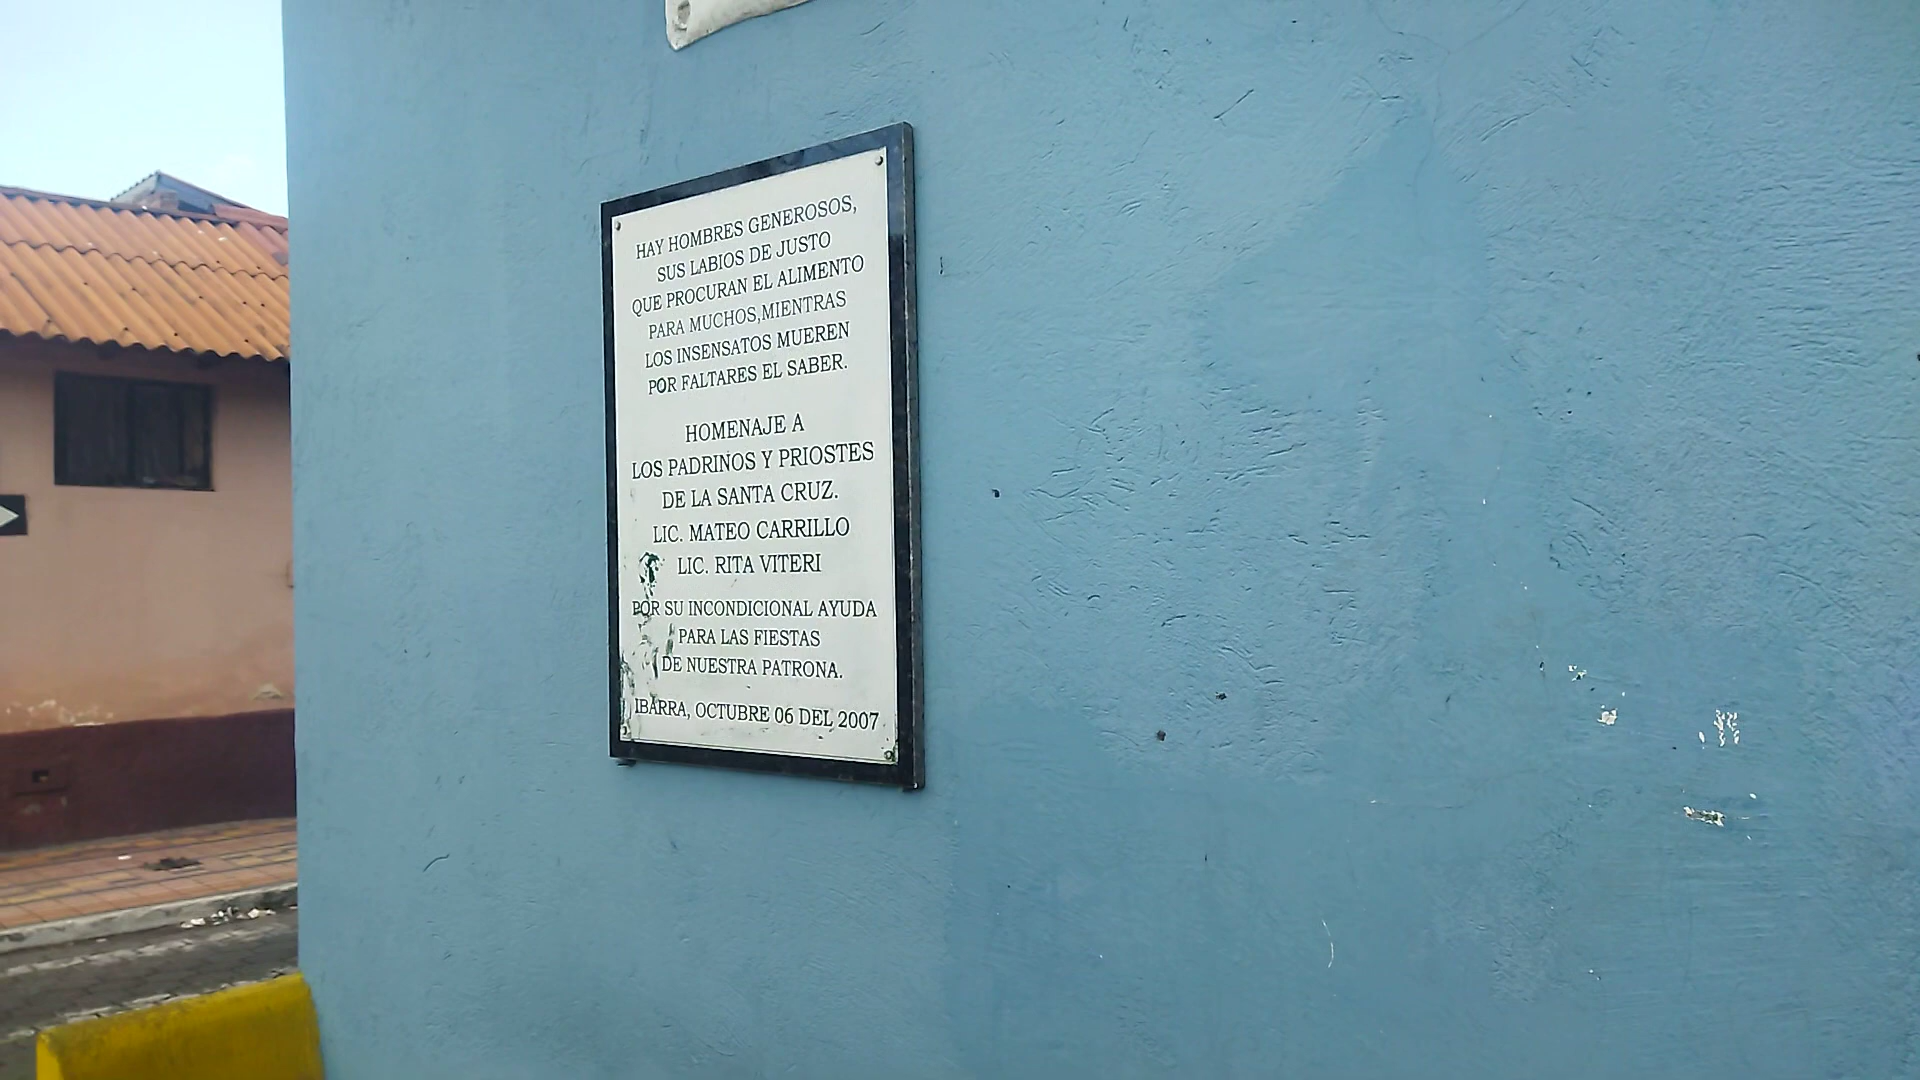 HAY HOMBRES GENEROSOS,
SUS LABIOS DE JUSTO
QUE PROCURAN EL ALIMENTO
PARA MUCHOS,MIENTRAS
LOS INSENSATOS MUEREN
POR FALTARES EL SABER.
HOMENAJE A
LOS PADRINOS Y PRIOSTES
DE LA SANTA CRUZ.
LIC. MATEO CARRILLO
LIC. RITA VITERI
POR SU INCONDICIONAL AYUDA
PARA LAS FIESTAS
DE NUESTRA PATRONA.
IBARRA, OCTUBRE 06 DEL 2007